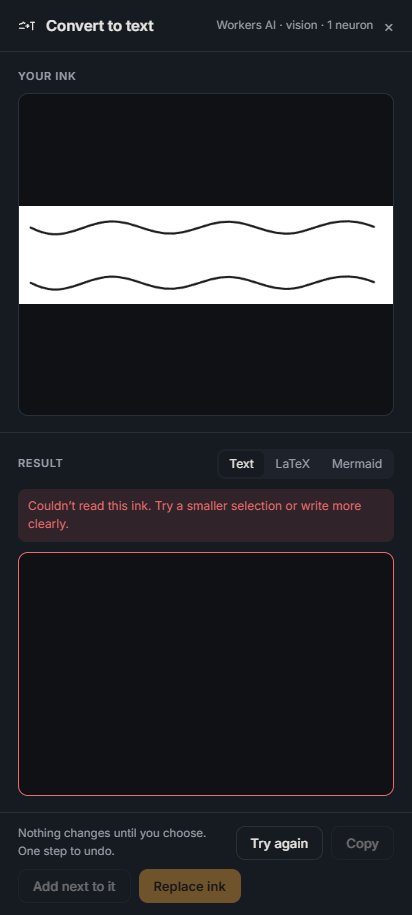 Convert to text
Workers AI · vision · 1 neuron ×
YOUR INK
RESULT
Text LaTeX Mermaid
Couldn't read this ink. Try a smaller selection or write more
clearly.
Nothing changes until you choose.
One step to undo.
Try again Copy
Add next to it Replace ink